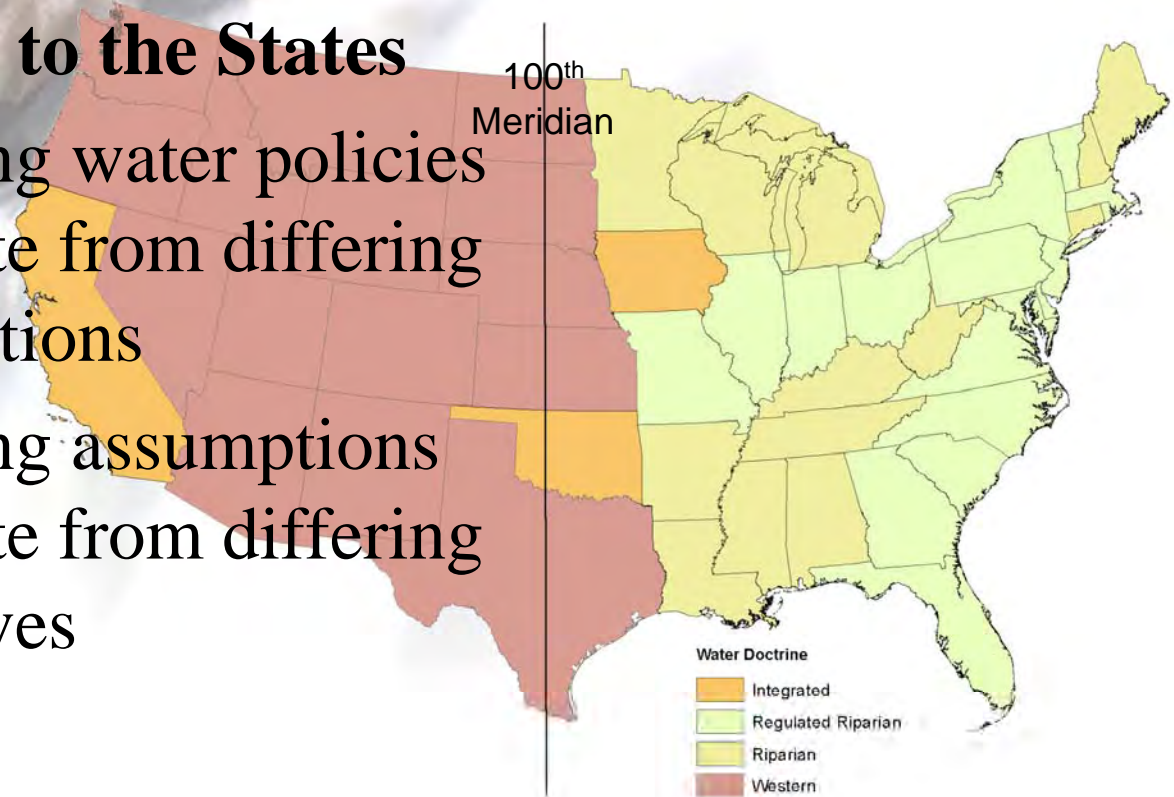 to the States
100th
Meridian
ng water policies
te from differing
tions
ng assumptions
te from differing
ves
Water Doctrine
Integrated
Regulated Riparian
Riparian
Western